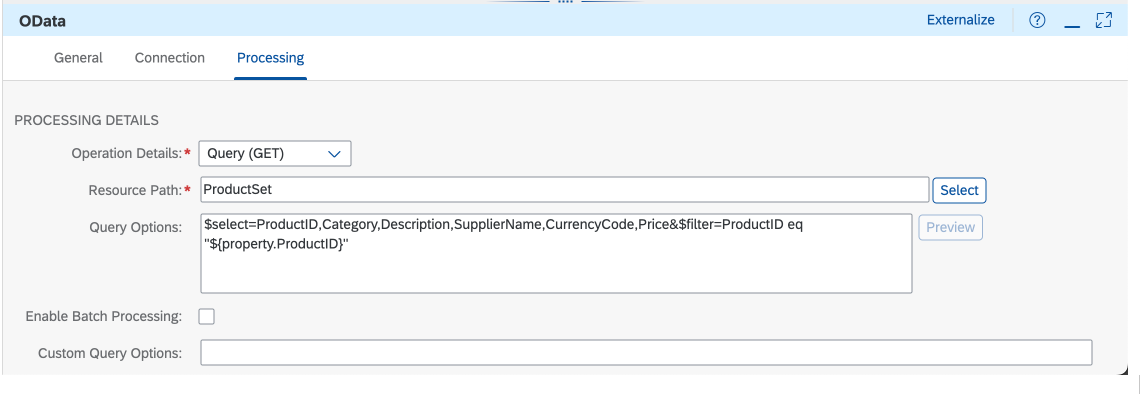 OData
Externalize
General Connection Processing
PROCESSING DETAILS
Operation Details:* Query (GET)
Resource Path:* ProductSet Select
Query Options: $select=ProductID,Category,Description,SupplierName,CurrencyCode,Price&$filter=ProductID eq
"${property.ProductID}"
Preview
Enable Batch Processing:
Custom Query Options: